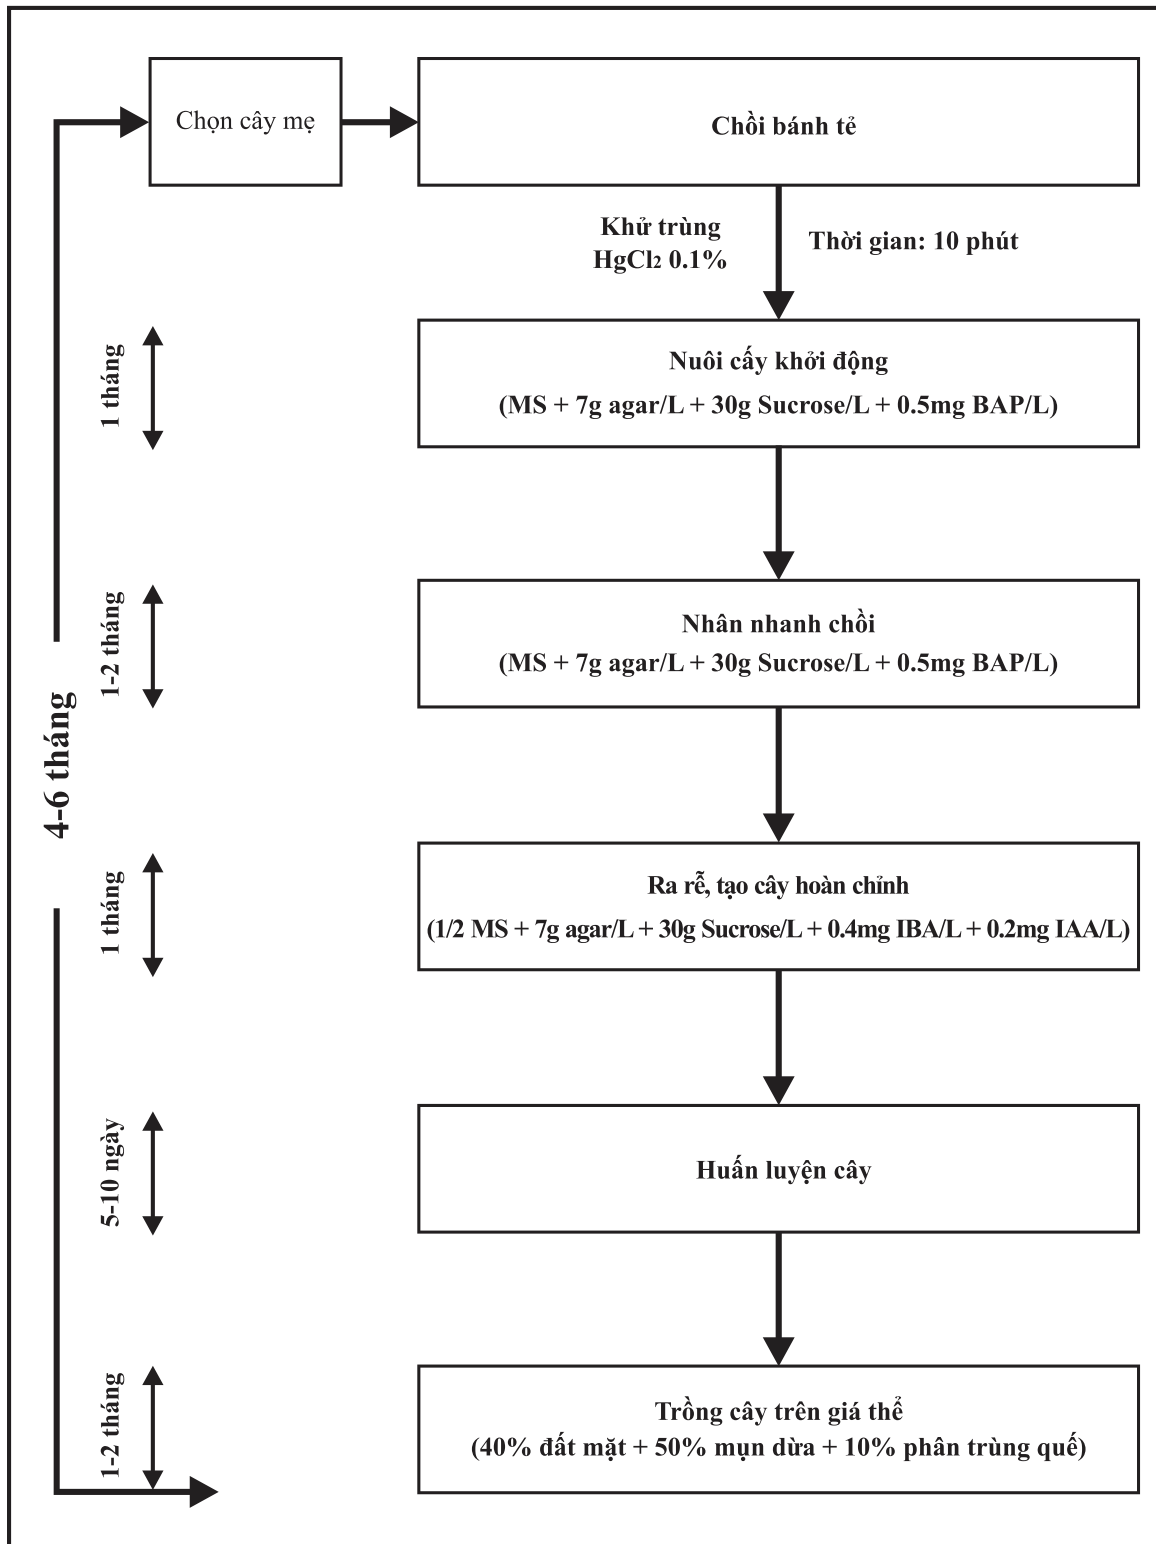 Chọn cây mẹ
Chồi bánh tẻ
Khử trùng
HgCl₂ 0.1%
Thời gian: 10 phút
1 tháng
Nuôi cấy khởi động
(MS + 7g agar/L + 30g Sucrose/L + 0.5mg BAP/L)
1-2 tháng
Nhân nhanh chồi
(MS + 7g agar/L + 30g Sucrose/L + 0.5mg BAP/L)
4-6 tháng
1 tháng
Ra rễ, tạo cây hoàn chỉnh
(1/2 MS + 7g agar/L + 30g Sucrose/L + 0.4mg IBA/L + 0.2mg IAA/L)
5-10 ngày
Huấn luyện cây
1-2 tháng
Trồng cây trên giá thể
(40% đất mặt + 50% mụn dừa + 10% phân trùng quế)